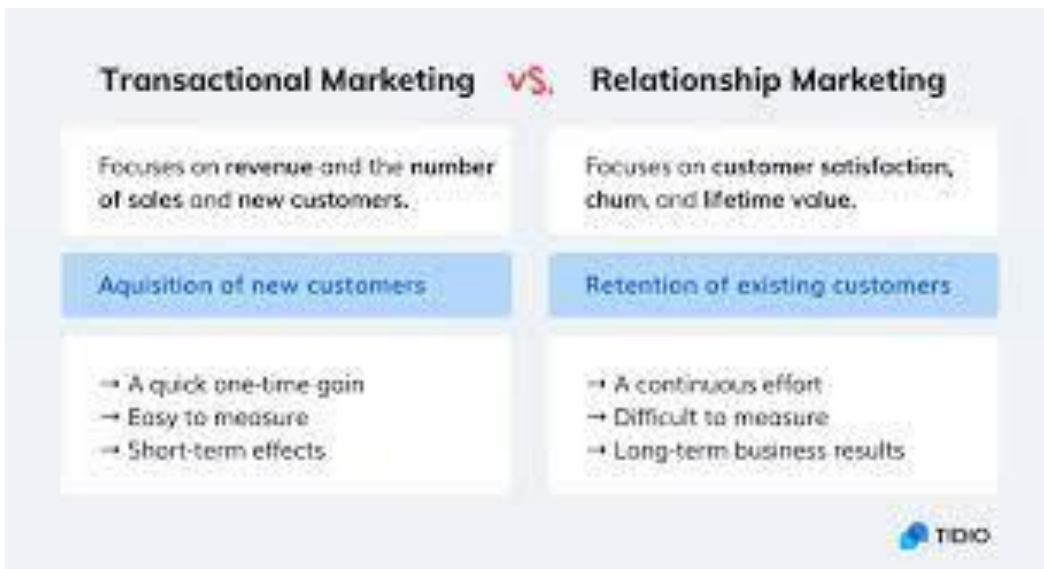 Transactional Marketing vs. Relationship Marketing
Focuses on revenue and the number
of sales and new customers.
Focuses on customer satisfaction,
churn, and lifetime value.
Aquisition of new customers
Retention of existing customers
→ A quick one-time gain
→ Easy to measure
→ Short-term effects
→ A continuous effort
→ Difficult to measure
→ Long-term business results
TIDIO